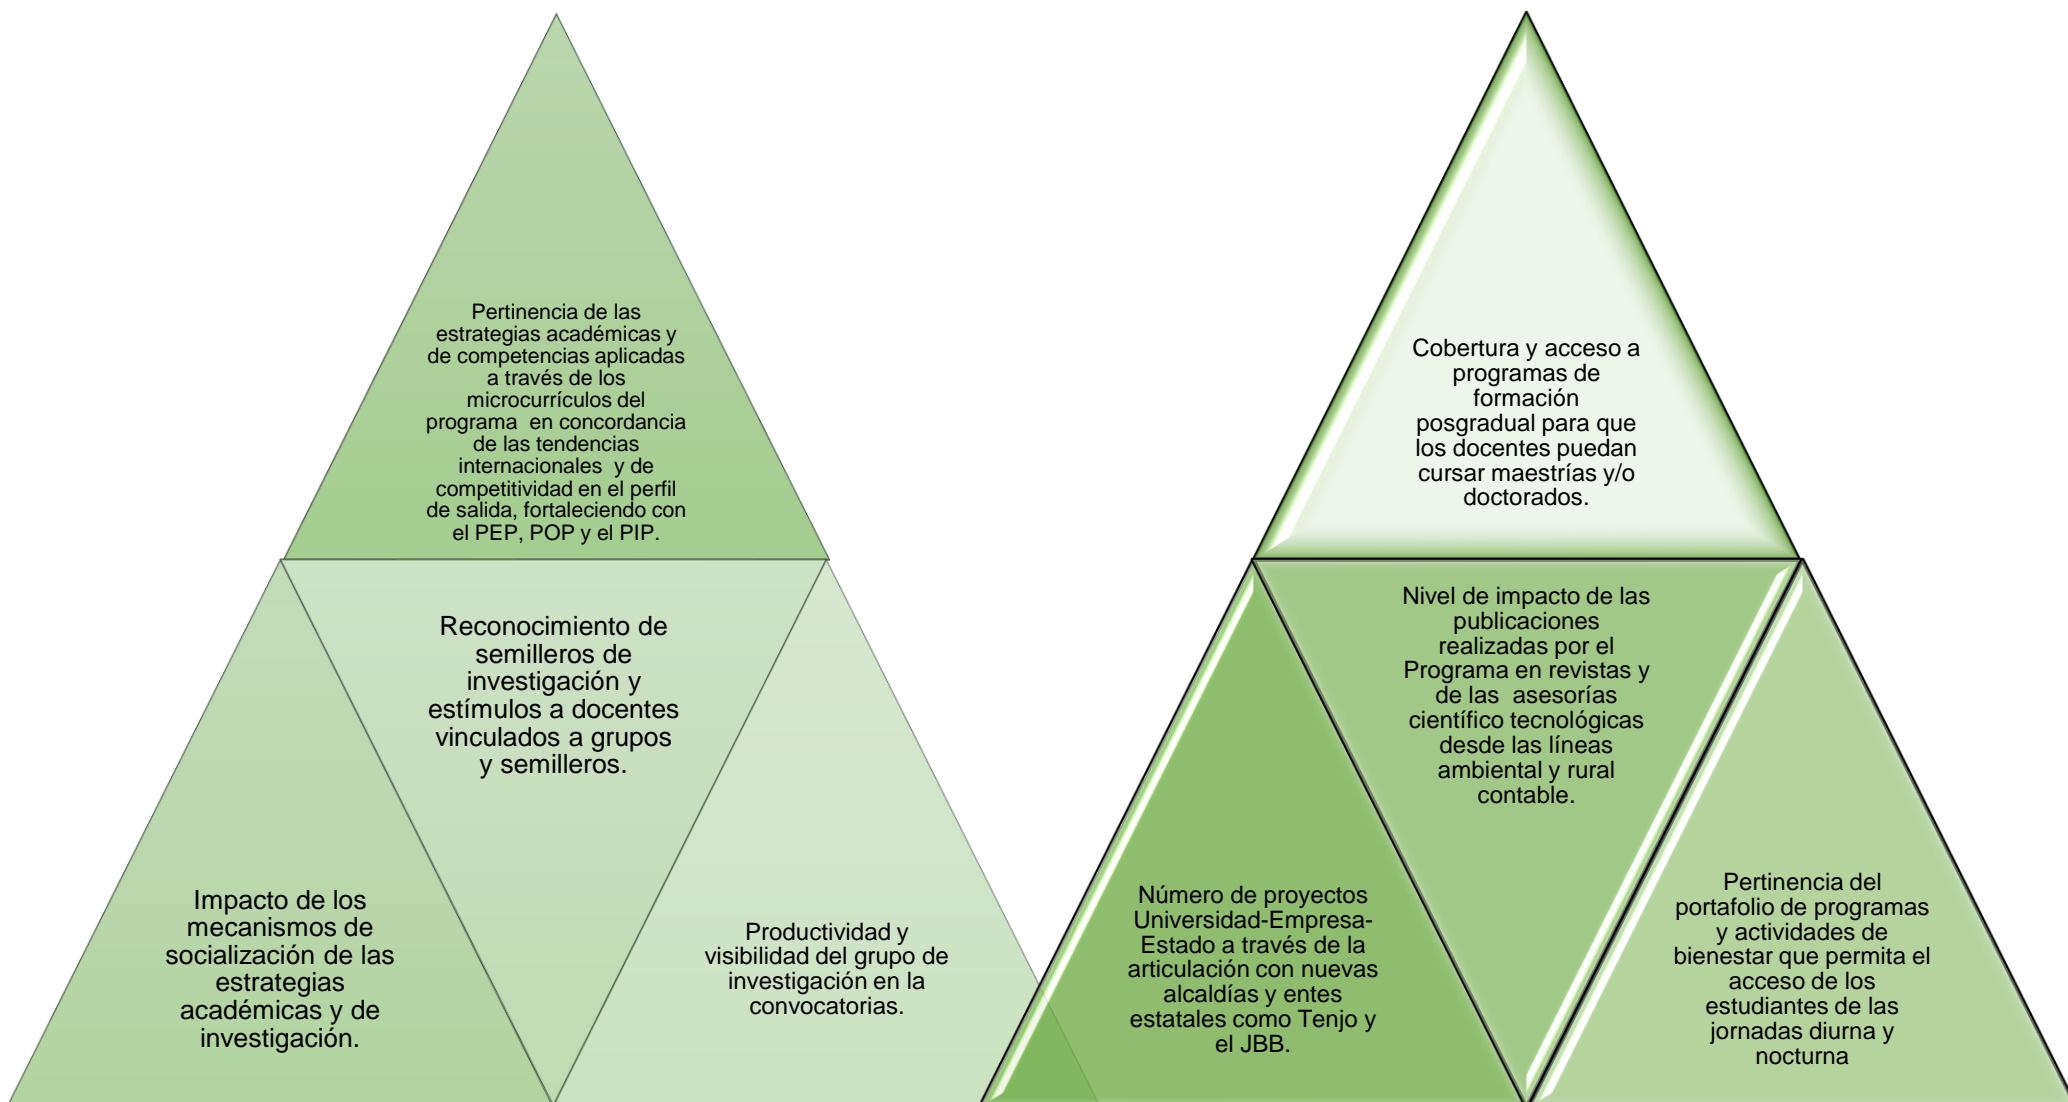 Pertinencia de las
estrategias académicas y
de competencias aplicadas
a través de los
microcurrículos del
programa  en concordancia
de las tendencias
internacionales  y de
competitividad en el perfil
de salida, fortaleciendo con
el PEP, POP y el PIP.
Reconocimiento de
semilleros de
investigación y
estímulos a docentes
vinculados a grupos
y semilleros.
Impacto de los
mecanismos de
socialización de las
estrategias
académicas y de
investigación.
Productividad y
visibilidad del grupo de
investigación en la
convocatorias.
Cobertura y acceso a
programas de
formación
posgradual para que
los docentes puedan
cursar maestrías y/o
doctorados.
Nivel de impacto de las
publicaciones
realizadas por el
Programa en revistas y
de las  asesorías
científico tecnológicas
desde las líneas
ambiental y rural
contable.
Número de proyectos
Universidad-Empresa-
Estado a través de la
articulación con nuevas
alcaldías y entes
estatales como Tenjo y
el JBB.
Pertinencia del
portafolio de programas
y actividades de
bienestar que permita el
acceso de los
estudiantes de las
jornadas diurna y
nocturna